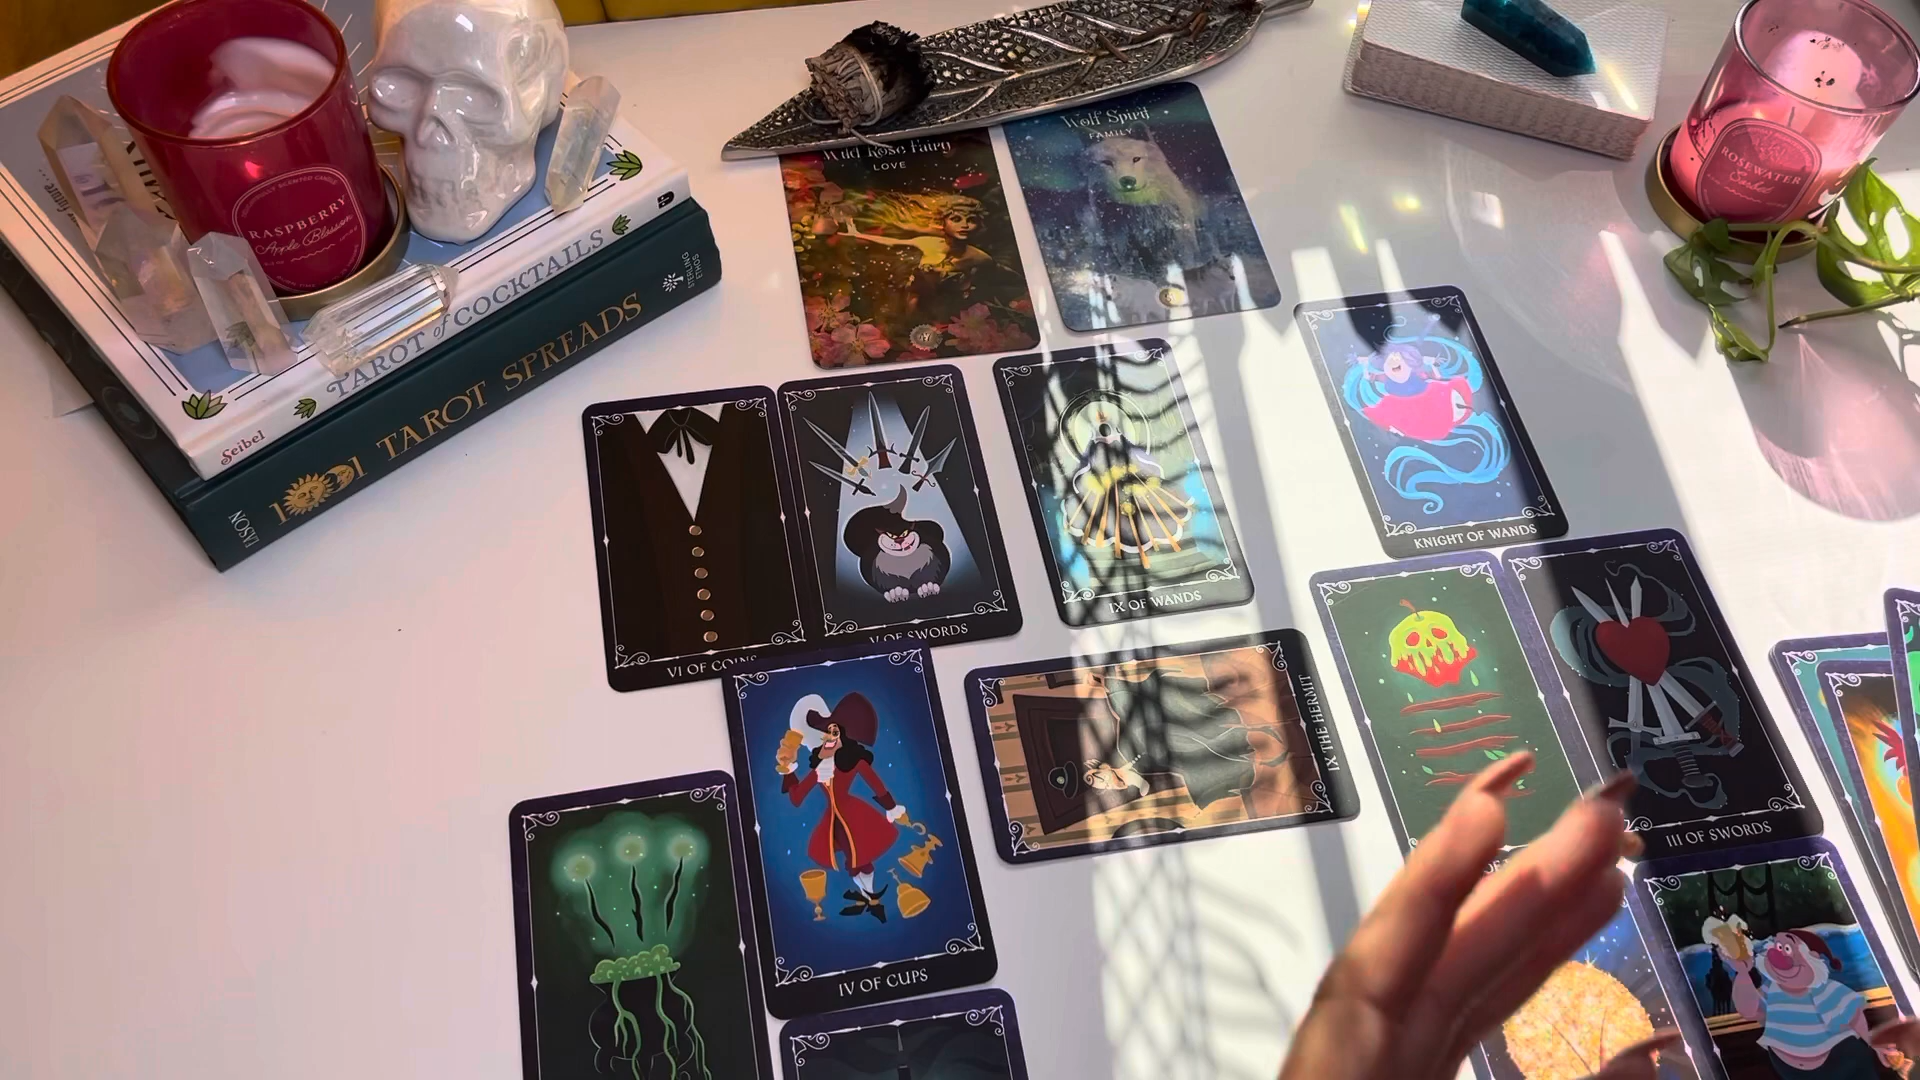 RASPBERRY
Apple Blossom
TAROT of COCKTAILS
Seibel
1001 TAROT SPREADS
EASON
STERLING
ETHOS
Wild Rose Fairy
LOVE
Wolf Spirit
FAMILY
ROSEWATER
Sorbet
VI OF COINS
V OF SWORDS
IX OF WANDS
KNIGHT OF WANDS
IV OF CUPS
IX THE HERMIT
OF
III OF SWORDS